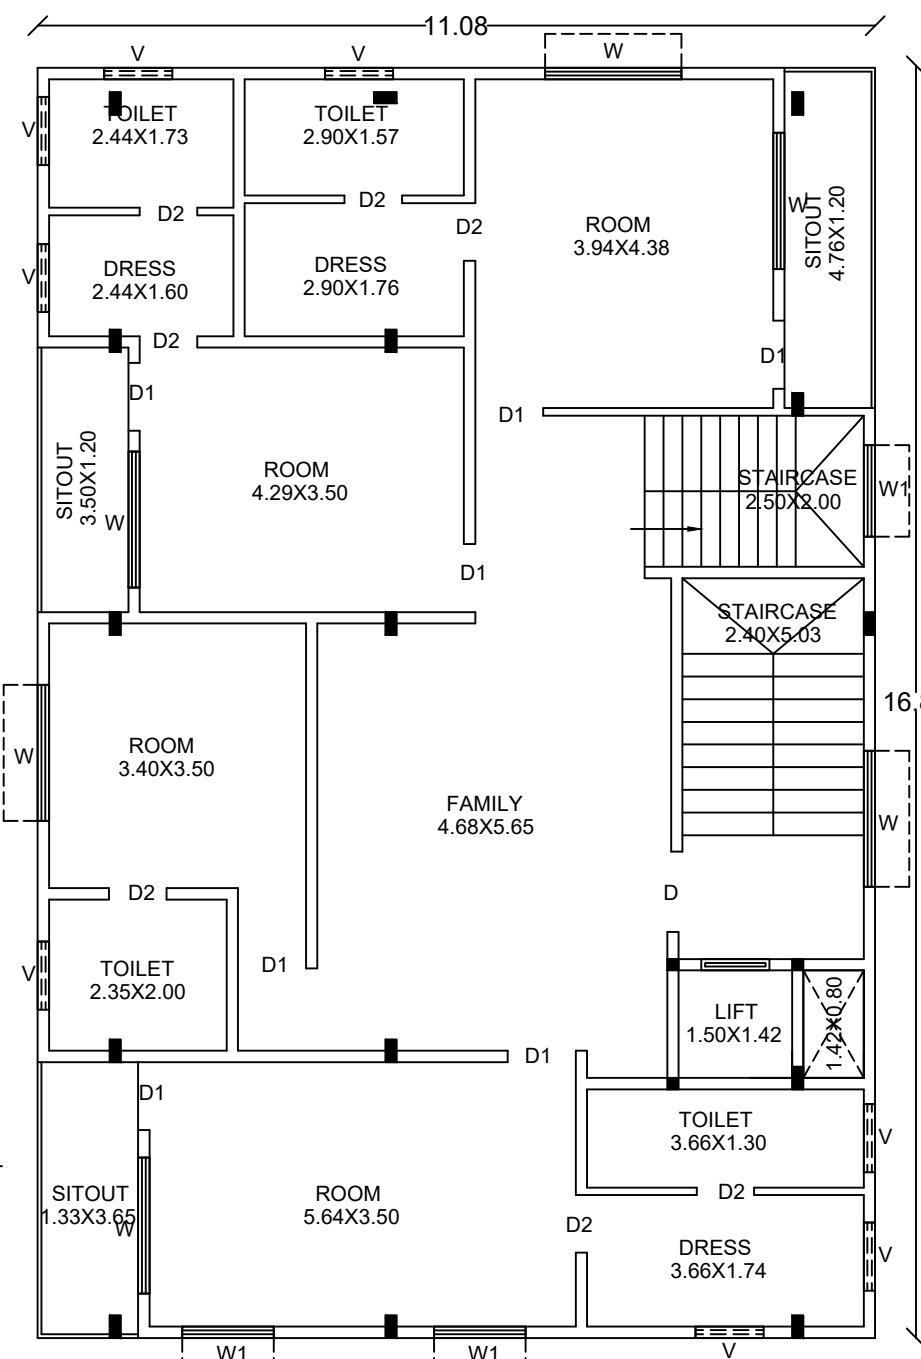 11.08
V
V
W
TOILET
2.44X1.73
TOILET
2.90X1.57
V
D2
D2
W
SITOUT
4.76X1.20
ROOM
3.94X4.38
D2
DRESS
2.44X1.60
DRESS
2.90X1.76
V
D2
D1
D1
D1
SITOUT
3.50X1.20
ROOM
4.29X3.50
W
STAIRCASE
2.50X2.00
W1
D1
STAIRCASE
2.40X5.03
W
ROOM
3.40X3.50
FAMILY
4.68X5.65
W
D2
D
V
TOILET
2.35X2.00
D1
LIFT
1.50X1.42
1.42X0.80
D1
D1
TOILET
3.66X1.30
V
SITOUT
1.33X3.65
W
ROOM
5.64X3.50
D2
D2
DRESS
3.66X1.74
V
W1
W1
V